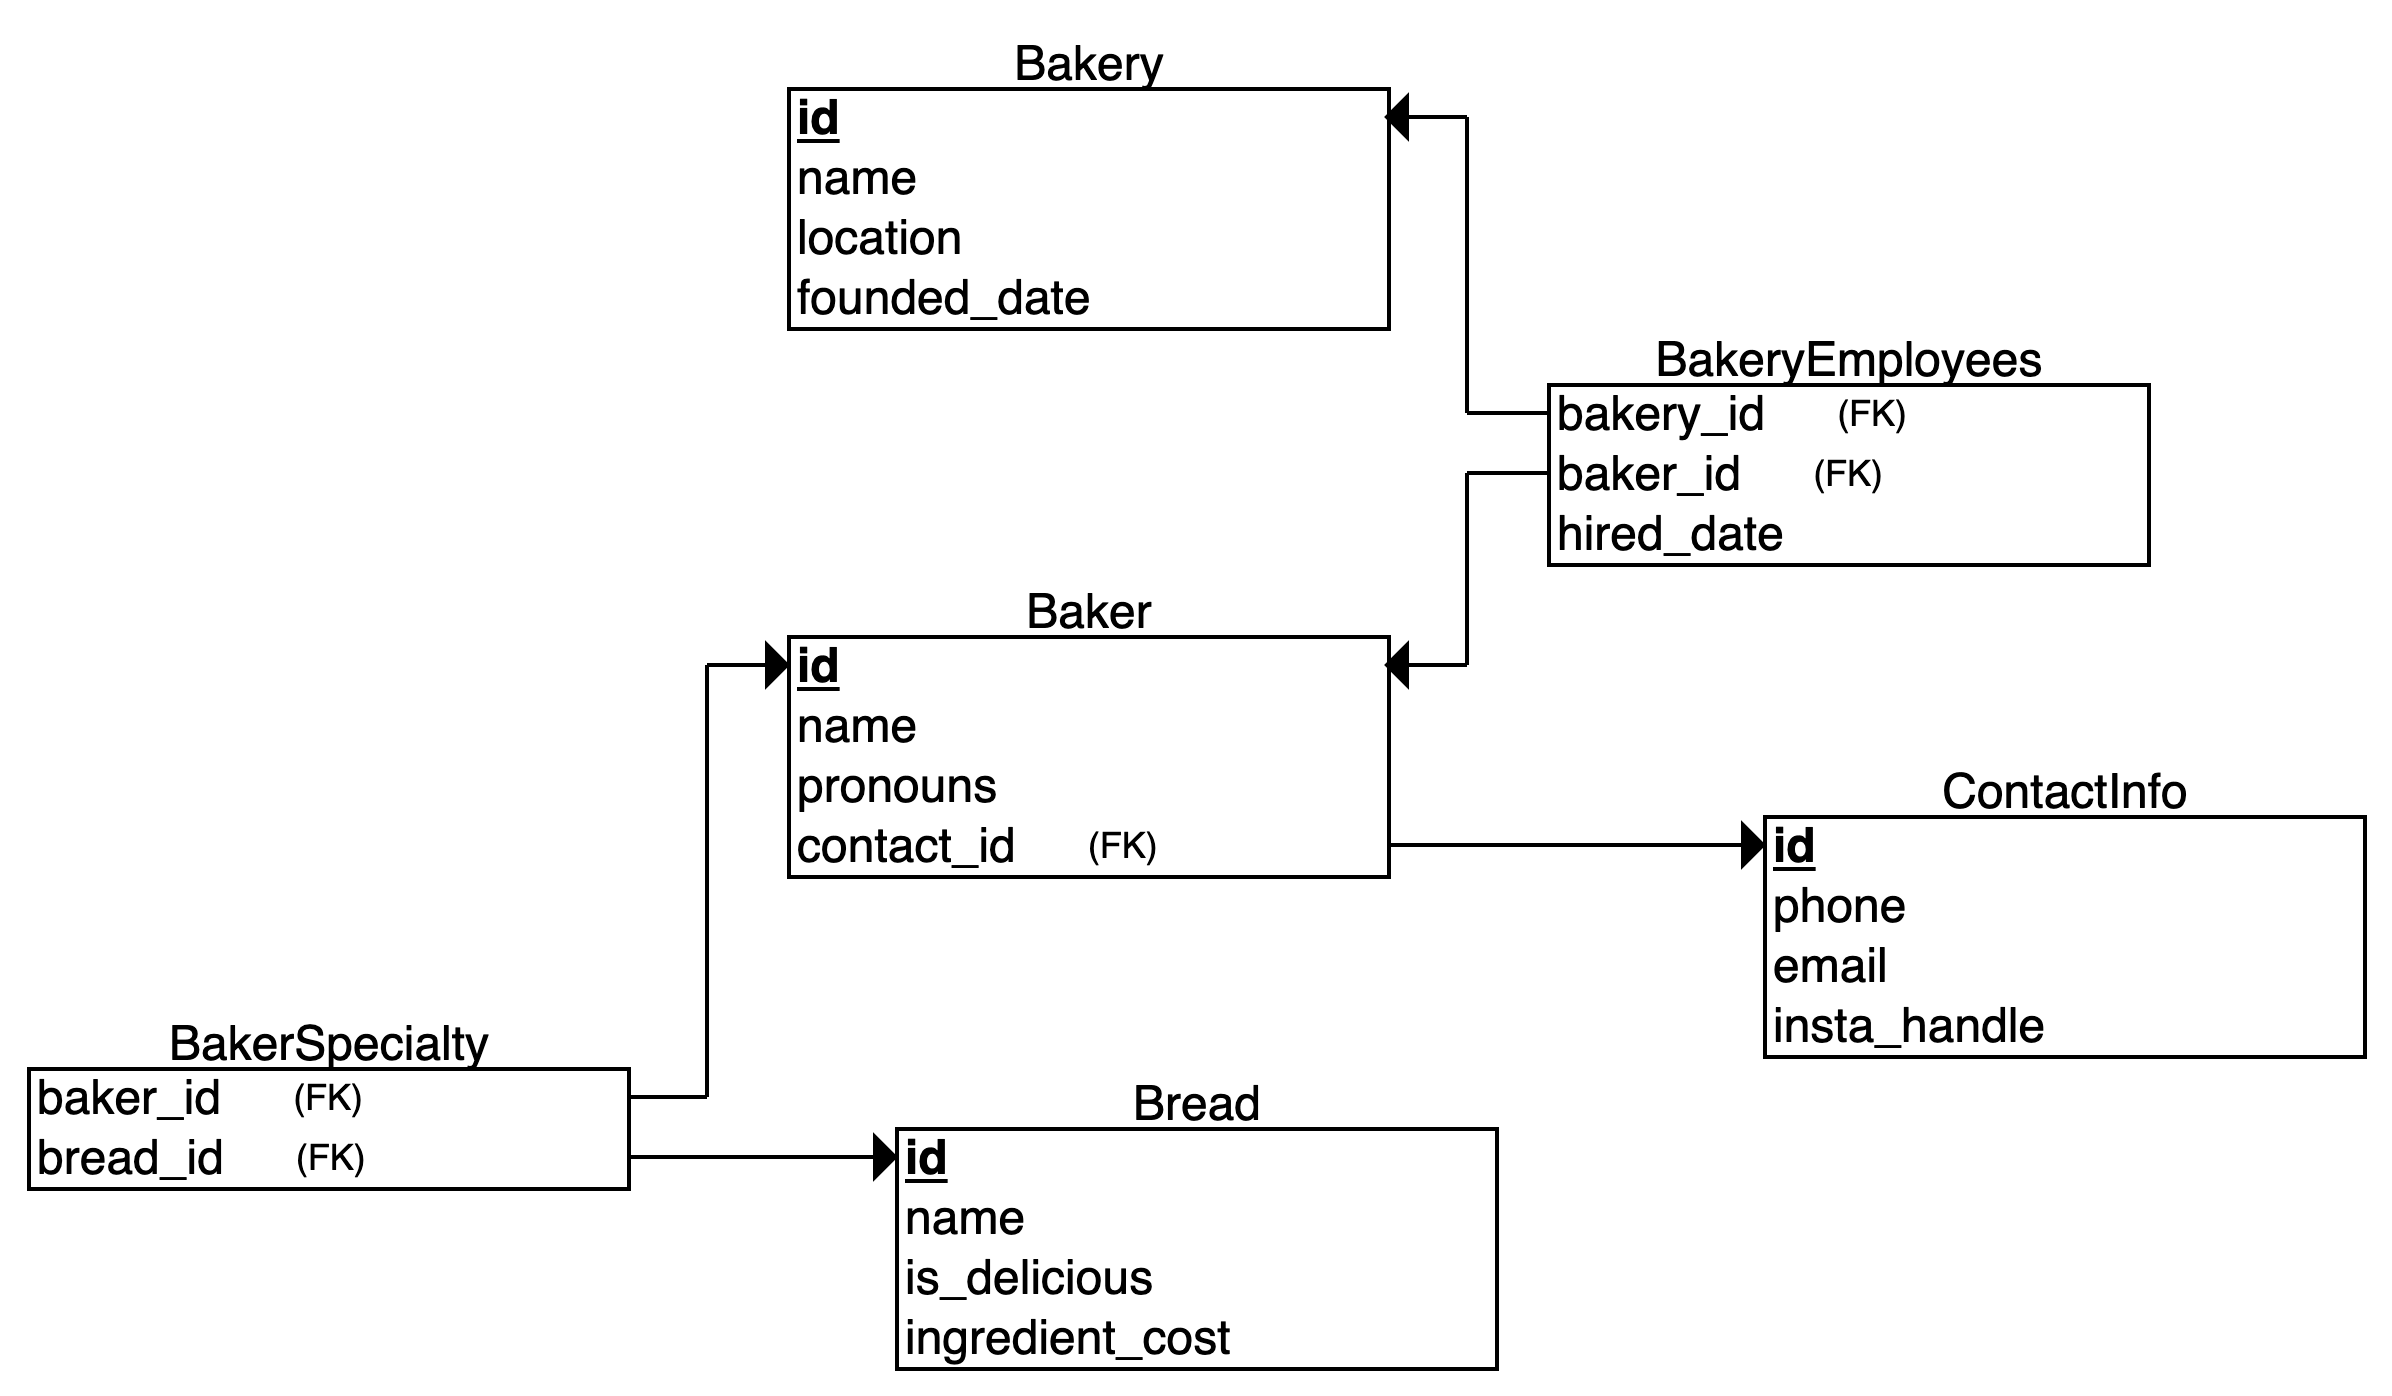 Bakery
id
name
location
founded_date
BakeryEmployees
bakery_id (FK)
baker_id (FK)
hired_date
Baker
id
name
pronouns
contact_id (FK)
ContactInfo
id
phone
email
insta_handle
BakerSpecialty
baker_id (FK)
bread_id (FK)
Bread
id
name
is_delicious
ingredient_cost